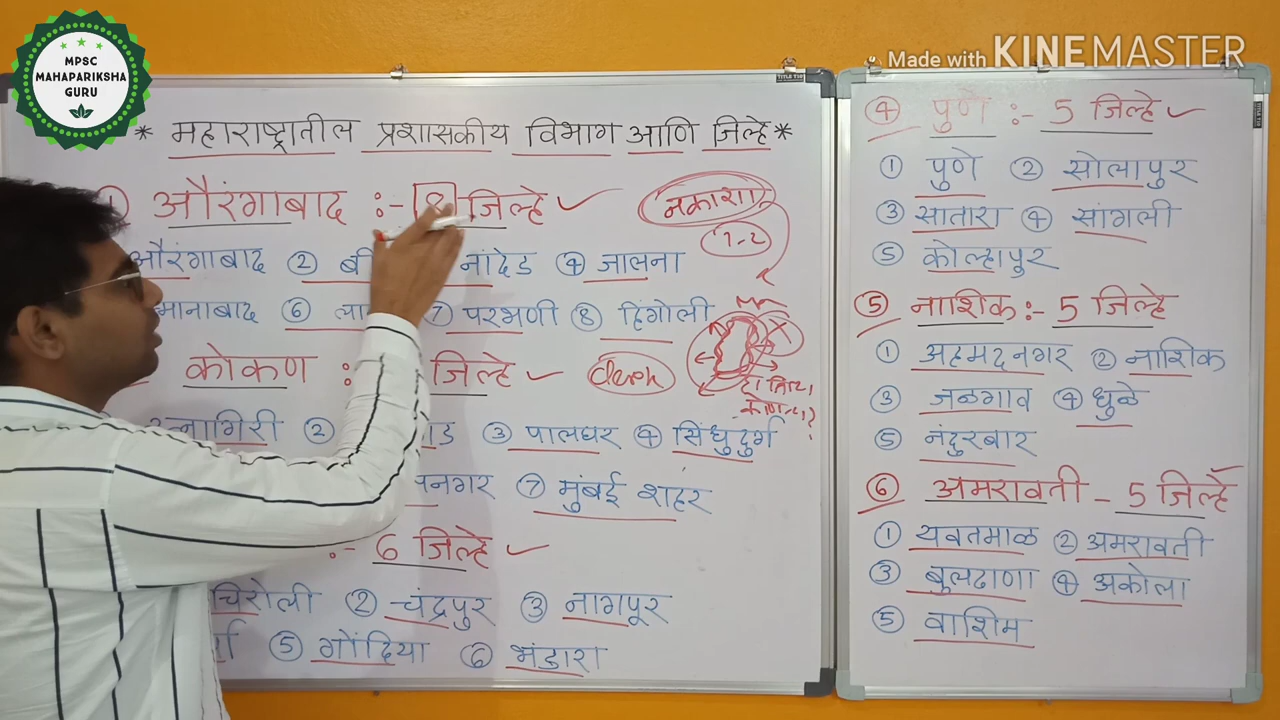 MPSC
MAHAPARIKSHA
GURU
Made with KINEMASTER
* महाराष्ट्रातील प्रशासकीय विभाग आणि जिल्हे *
औरंगाबाद :- 8 जिल्हे ✓
नकाशा
1-2
औरंगाबाद ② नांदेड ④ जालना
⑥ ⑦ परभणी ⑧ हिंगोली
कोकण : जिल्हे ✓
② ③ पालघर ④ सिंधुदुर्ग
⑦ मुंबई शहर
:- 6 जिल्हे ✓
② चंद्रपुर ③ नागपूर
⑤ गोंदिया ⑥ भंडारा
④ पुणे :- 5 जिल्हे ✓
① पुणे ② सोलापुर
③ सातारा ④ सांगली
⑤ कोल्हापुर
⑤ नाशिक :- 5 जिल्हे
① अहमदनगर ② नाशिक
③ जळगाव ④ धुळे
⑤ नंदुरबार
⑥ अमरावती - 5 जिल्हे
① यवतमाळ ② अमरावती
③ बुलढाणा ④ अकोला
⑤ वाशिम